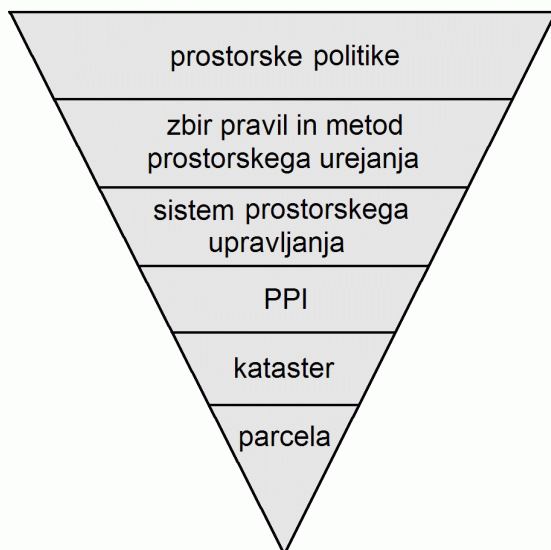 prostorske politike
zbir pravil in metod
prostorskega urejanja
sistem prostorskega
upravljanja
PPI
kataster
parcela